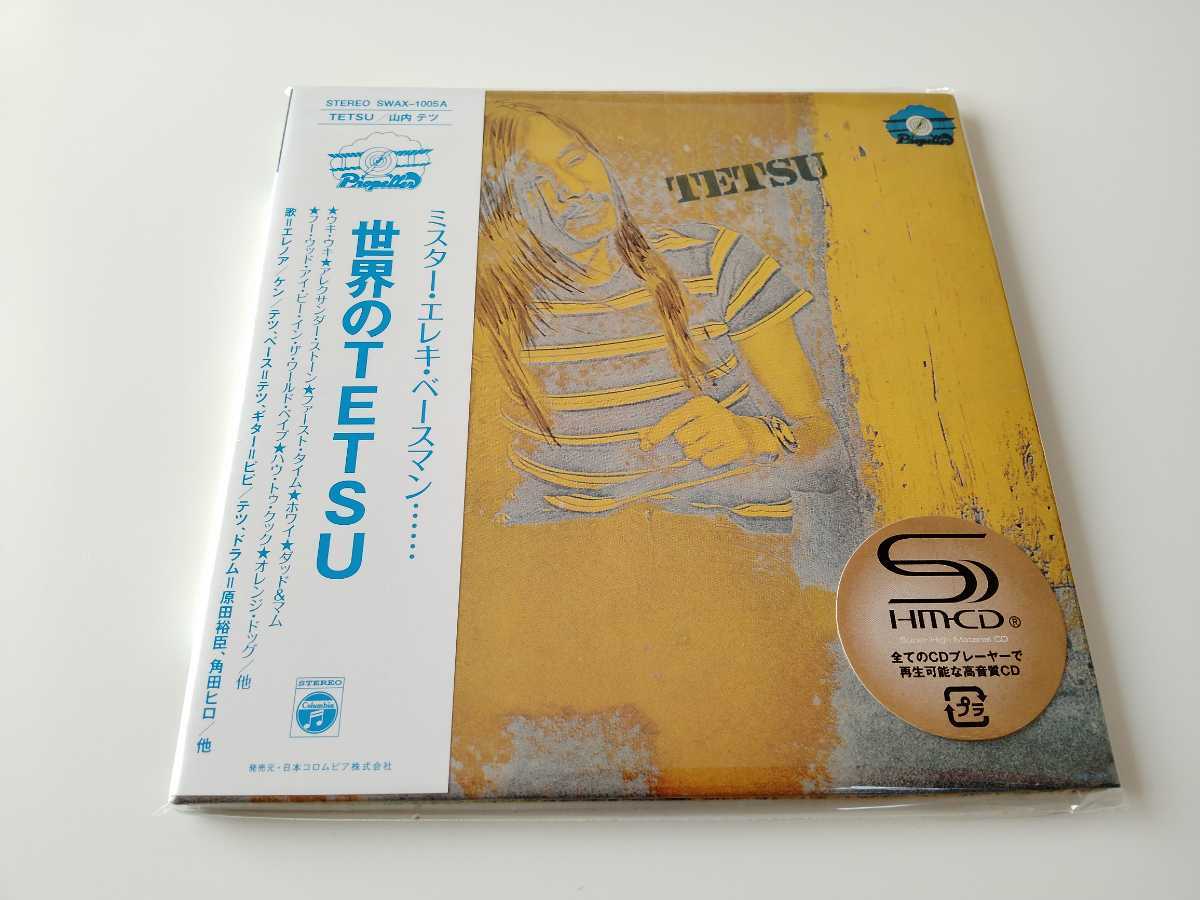 STEREO SWAX-1005A
TETSU/山内 テツ
Propeller
ミスター・エレキ・ベースマン……
世界のTETSU
★ウキ・ウキ★アレクサンダー・ストーン★ファースト・タイム★ホワイ★ダッド&マム
★フー・ウッド・アイ・ビー・イン・ザ・ワールド・ベイブ★ハウ・トゥ・クック★オレンジ・ドッグ/他
歌=エレノア/ケン/テツ、ベース=テツ、ギター=ビビ/テツ、ドラム=原田裕臣、角田ヒロ/他
STEREO
Columbia
発売元・日本コロムビア株式会社
TETSU
Propeller
HM-CD®
Super High Material CD
全てのCDプレーヤーで
再生可能な高音質CD
プラ